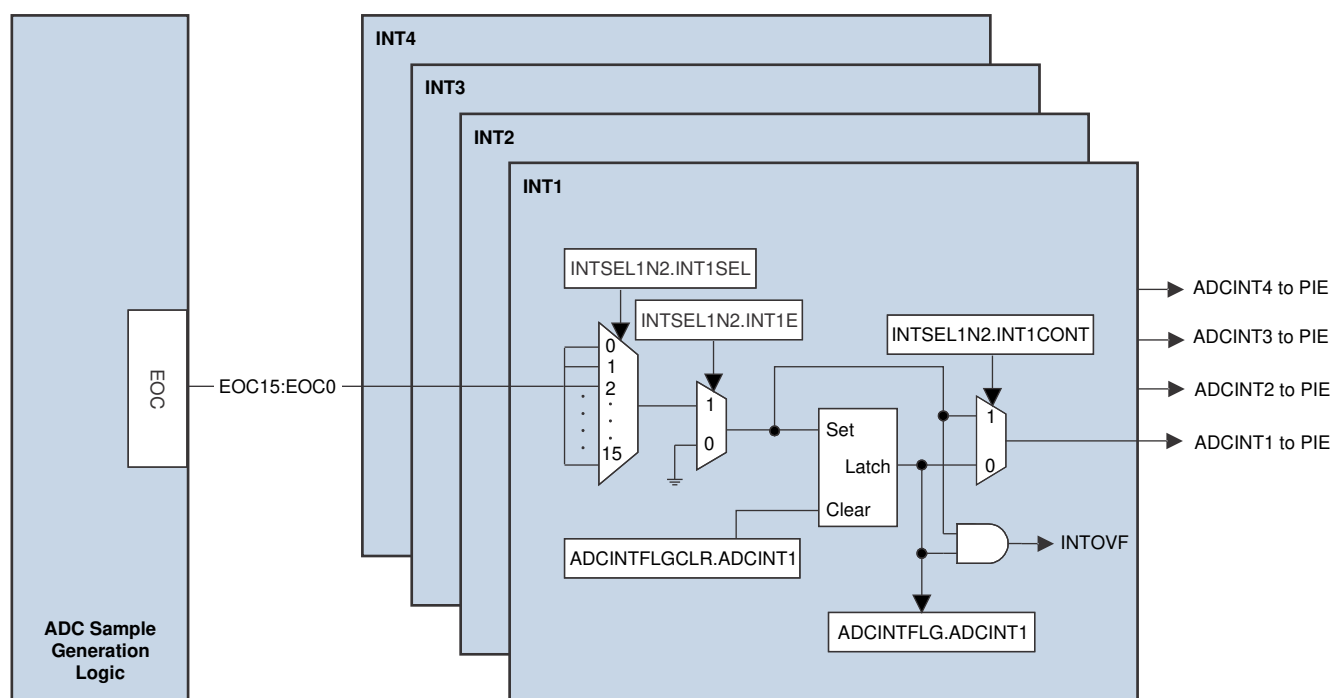 INT4
INT3
INT2
INT1
INTSEL1N2.INT1SEL
INTSEL1N2.INT1E
INTSEL1N2.INT1CONT
ADCINT4 to PIE
ADCINT3 to PIE
ADCINT2 to PIE
ADCINT1 to PIE
EOC
EOC15:EOC0
0
1
2
15
1
0
Set
Latch
Clear
1
0
ADCINTFLGCLR.ADCINT1
INTOVF
ADCINTFLG.ADCINT1
ADC Sample
Generation
Logic